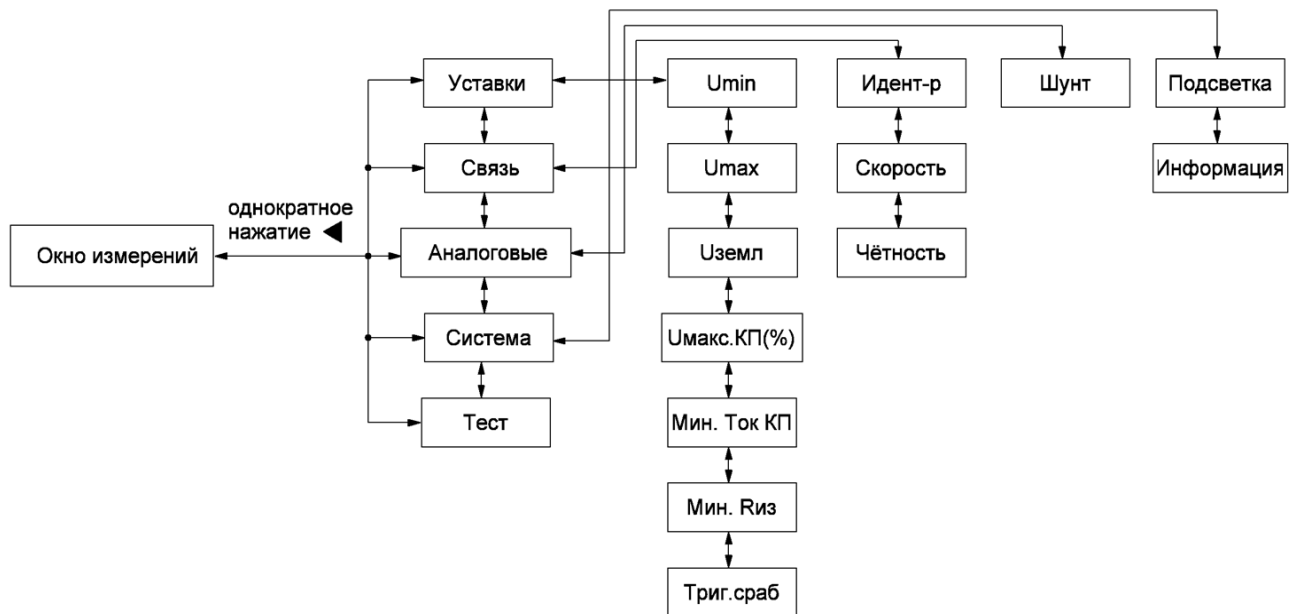 Уставки
Umin
Идент-р
Шунт
Подсветка
Связь
Umax
Скорость
Информация
однократное
нажатие
Окно измерений
Аналоговые
Uземл
Чётность
Система
Uмакс.КП(%)
Тест
Мин. Ток КП
Мин. Rиз
Триг.сраб